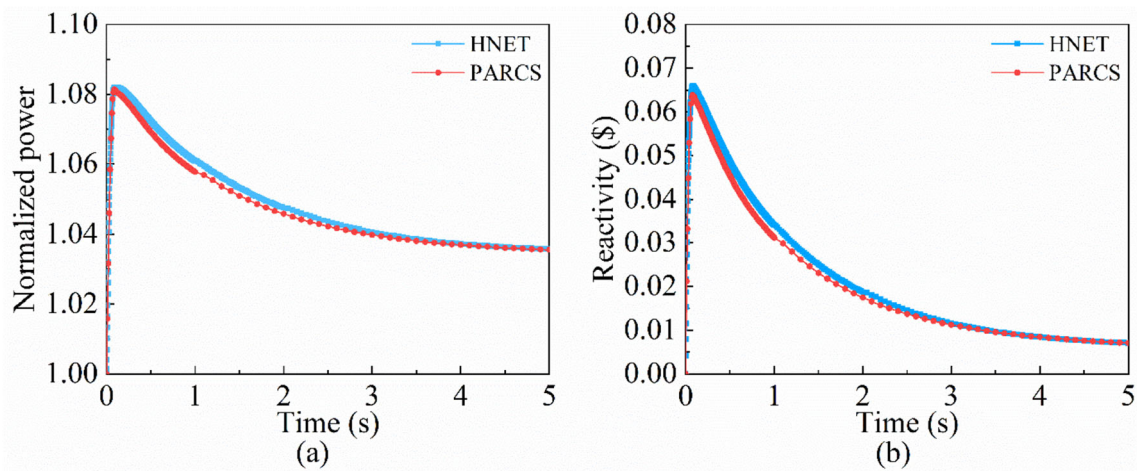 1.10
1.08
1.06
1.04
1.02
1.00
Normalized power
HNET
PARCS
0 1 2 3 4 5
Time (s)
(a)
0.08
0.07
0.06
0.05
0.04
0.03
0.02
0.01
0.00
Reactivity ($)
HNET
PARCS
0 1 2 3 4 5
Time (s)
(b)